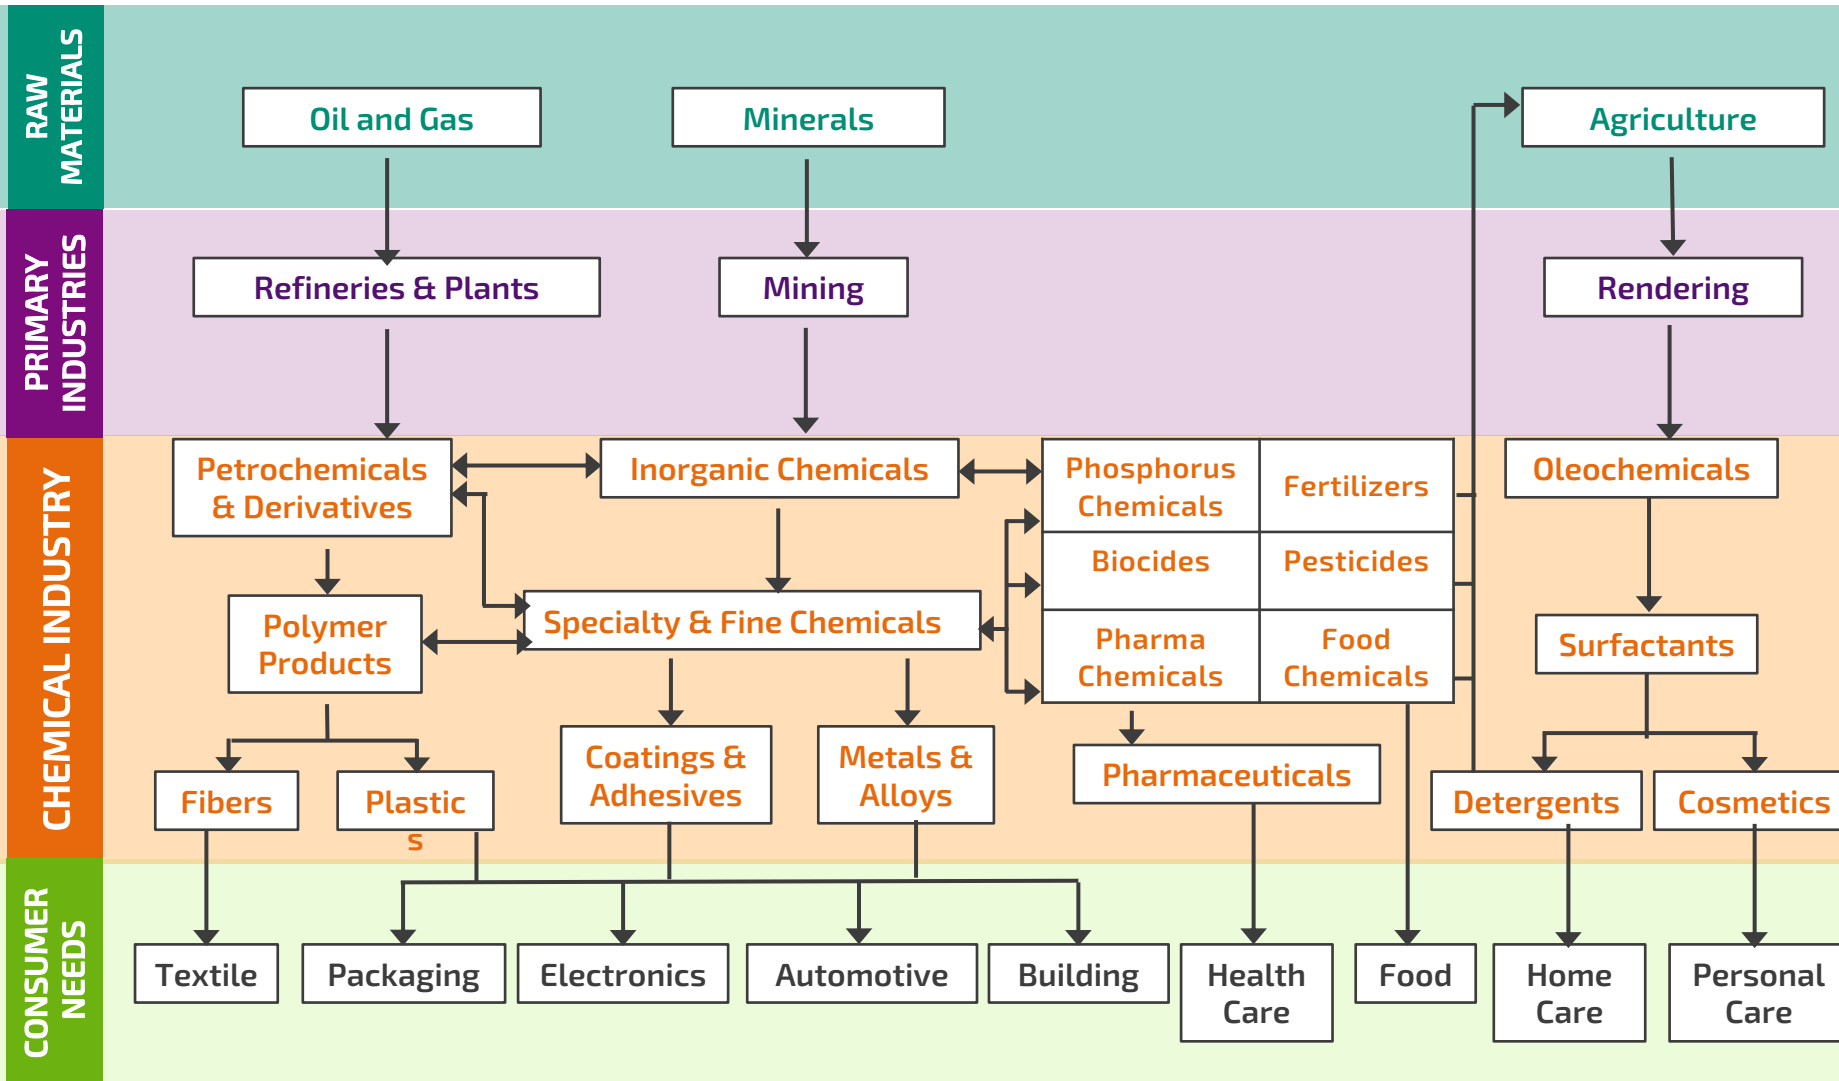 RAW
MATERIALS
Oil and Gas
Minerals
Agriculture
PRIMARY
INDUSTRIES
Refineries & Plants
Mining
Rendering
CHEMICAL INDUSTRY
Petrochemicals
& Derivatives
Inorganic Chemicals
Phosphorus
Chemicals
Fertilizers
Oleochemicals
Biocides
Pesticides
Polymer
Products
Specialty & Fine Chemicals
Pharma
Chemicals
Food
Chemicals
Surfactants
Coatings &
Adhesives
Metals &
Alloys
Pharmaceuticals
Fibers
Plastic
s
Detergents
Cosmetics
CONSUMER
NEEDS
Textile
Packaging
Electronics
Automotive
Building
Health
Care
Food
Home
Care
Personal
Care